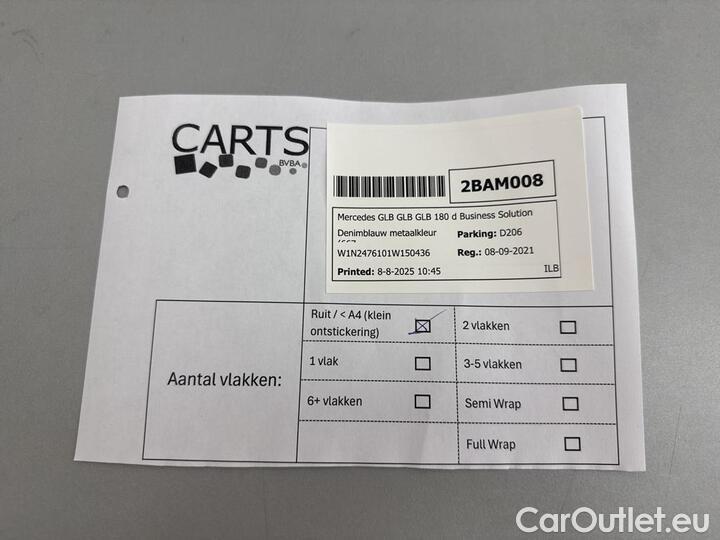 CARTS
BVBA
2BAM008
Mercedes GLB GLB GLB 180 d Business Solution
Denimblauw metaalkleur Parking: D206
W1N2476101W150436 Reg.: 08-09-2021
Printed: 8-8-2025 10:45 ILB
Aantal vlakken:
Ruit / < A4 (klein
ontstickering)
2 vlakken
1 vlak
3-5 vlakken
6+ vlakken
Semi Wrap
Full Wrap
CarOutlet.eu